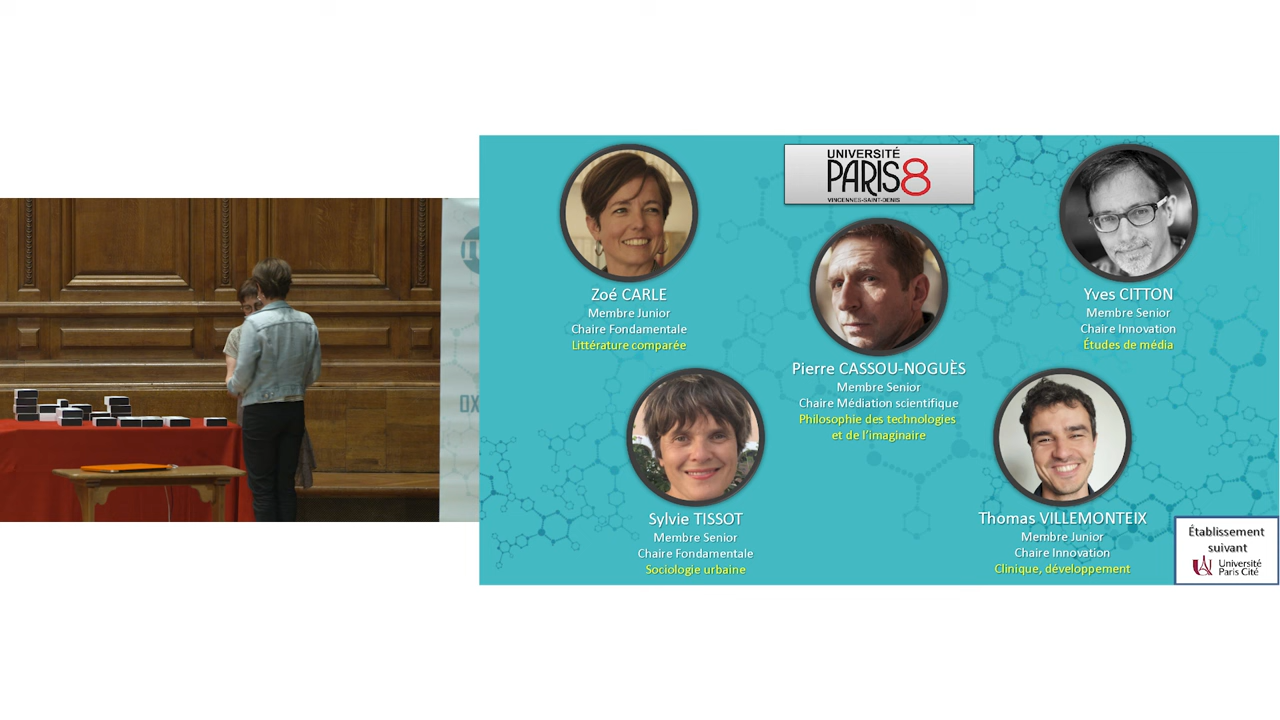 UNIVERSITÉ
PARIS 8
VINCENNES-SAINT-DENIS
Zoé CARLE
Membre Junior
Chaire Fondamentale
Littérature comparée
Pierre CASSOU-NOGUÈS
Membre Senior
Chaire Médiation scientifique
Philosophie des technologies
et de l'imaginaire
Yves CITTON
Membre Senior
Chaire Innovation
Études de média
Sylvie TISSOT
Membre Senior
Chaire Fondamentale
Sociologie urbaine
Thomas VILLEMONTEIX
Membre Junior
Chaire Innovation
Clinique, développement
Établissement
suivant
Université
Paris Cité